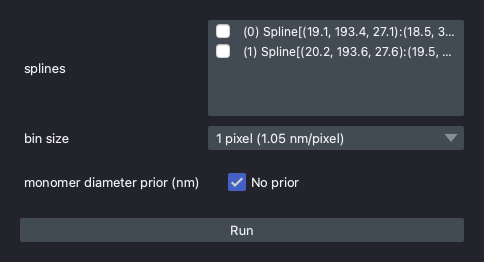 splines
(0) Spline[(19.1, 193.4, 27.1):(18.5, 3...
(1) Spline[(20.2, 193.6, 27.6):(19.5, ...
bin size
1 pixel (1.05 nm/pixel)
monomer diameter prior (nm)
No prior
Run